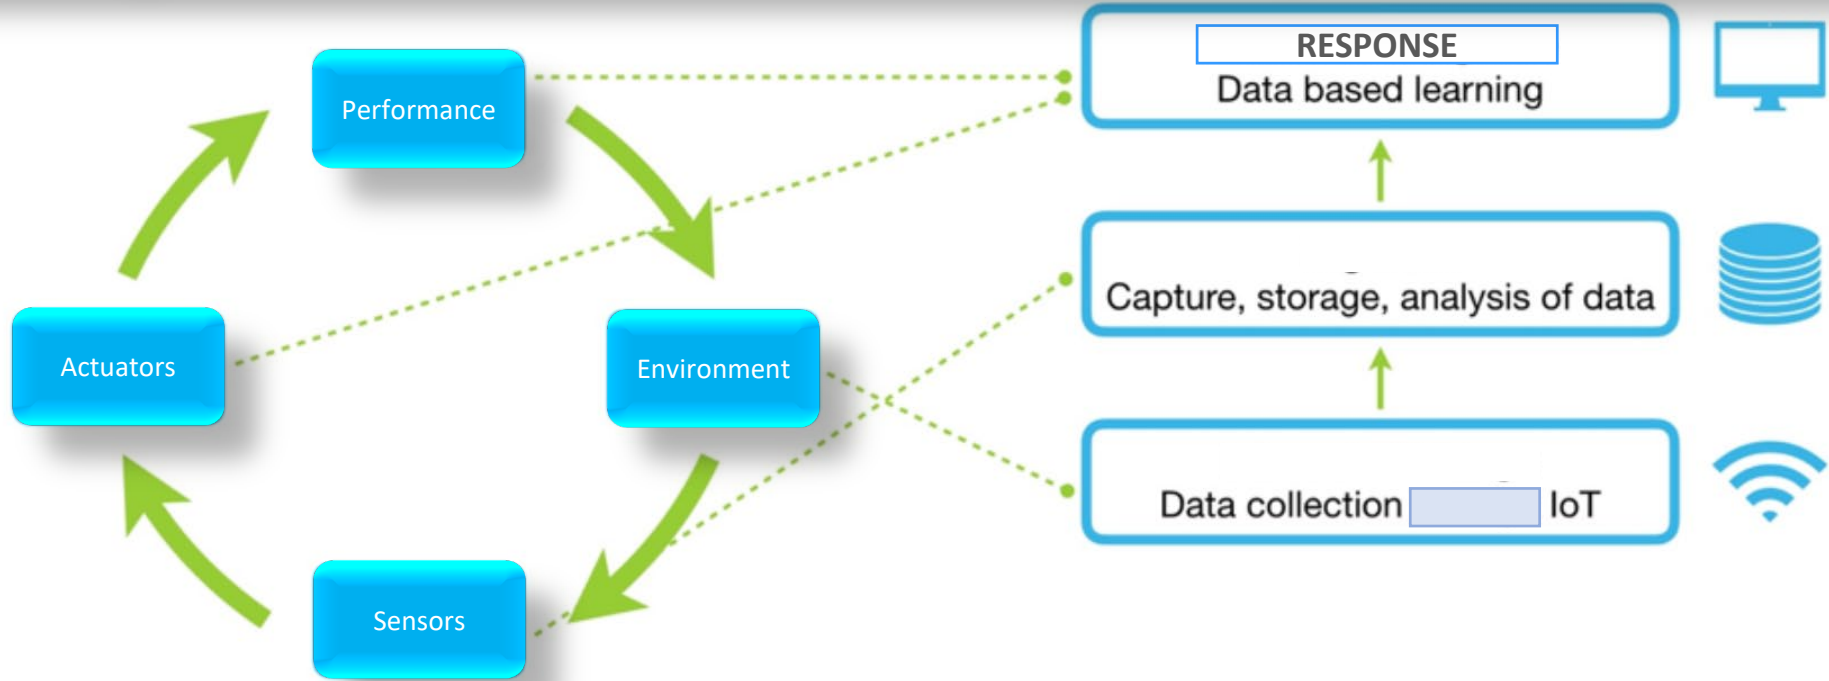 Performance
Actuators
Environment
Sensors
RESPONSE
Data based learning
Capture, storage, analysis of data
Data collection IoT